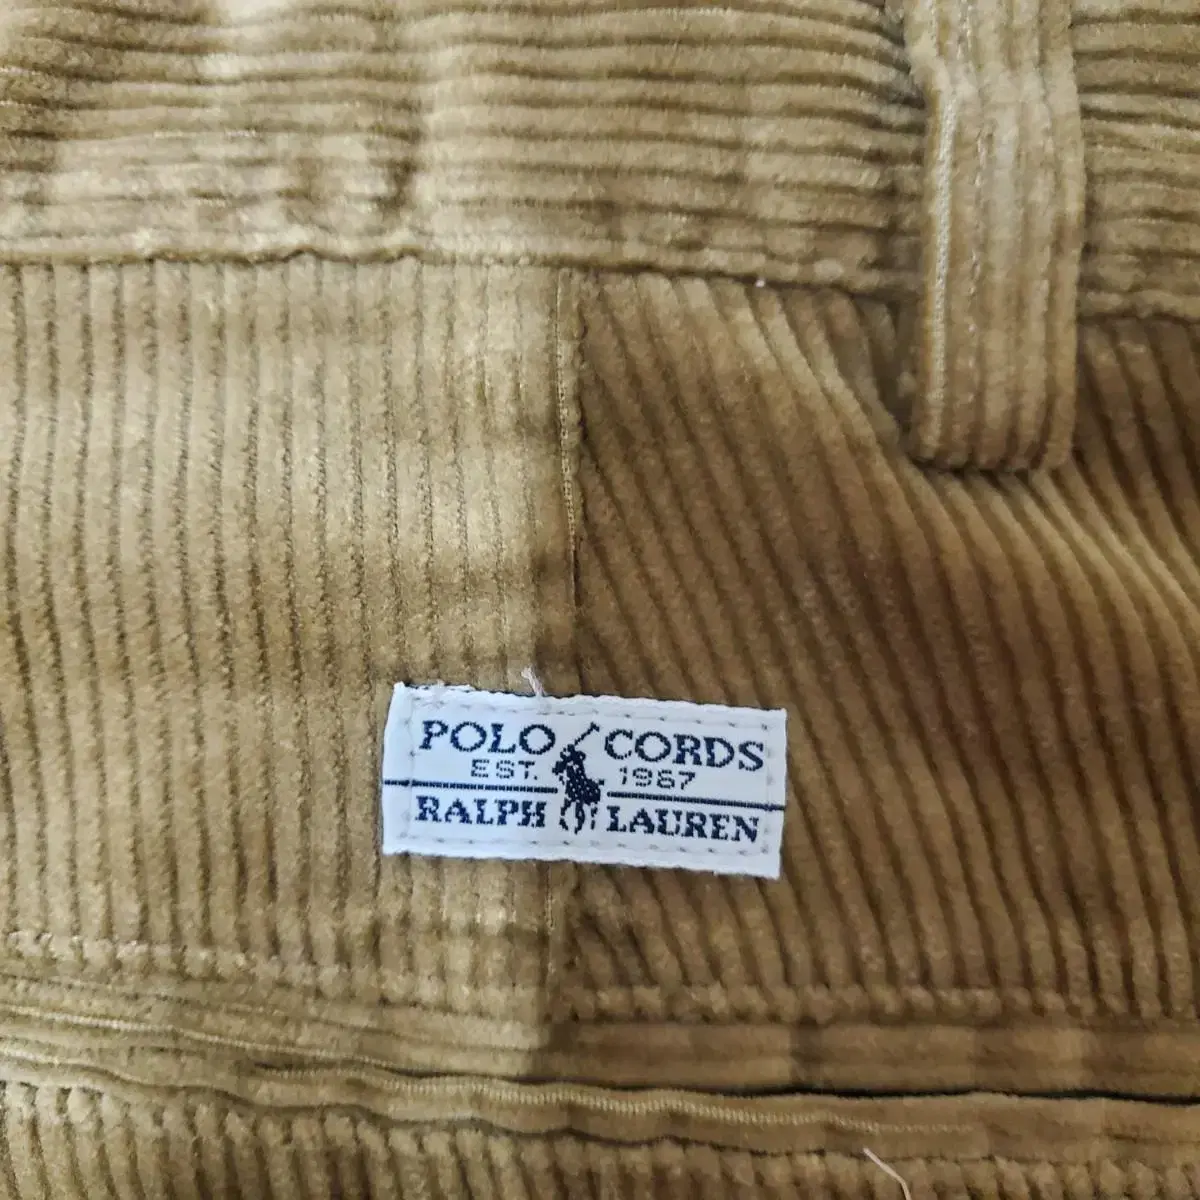 POLO CORDS
EST. 1967
RALPH LAUREN